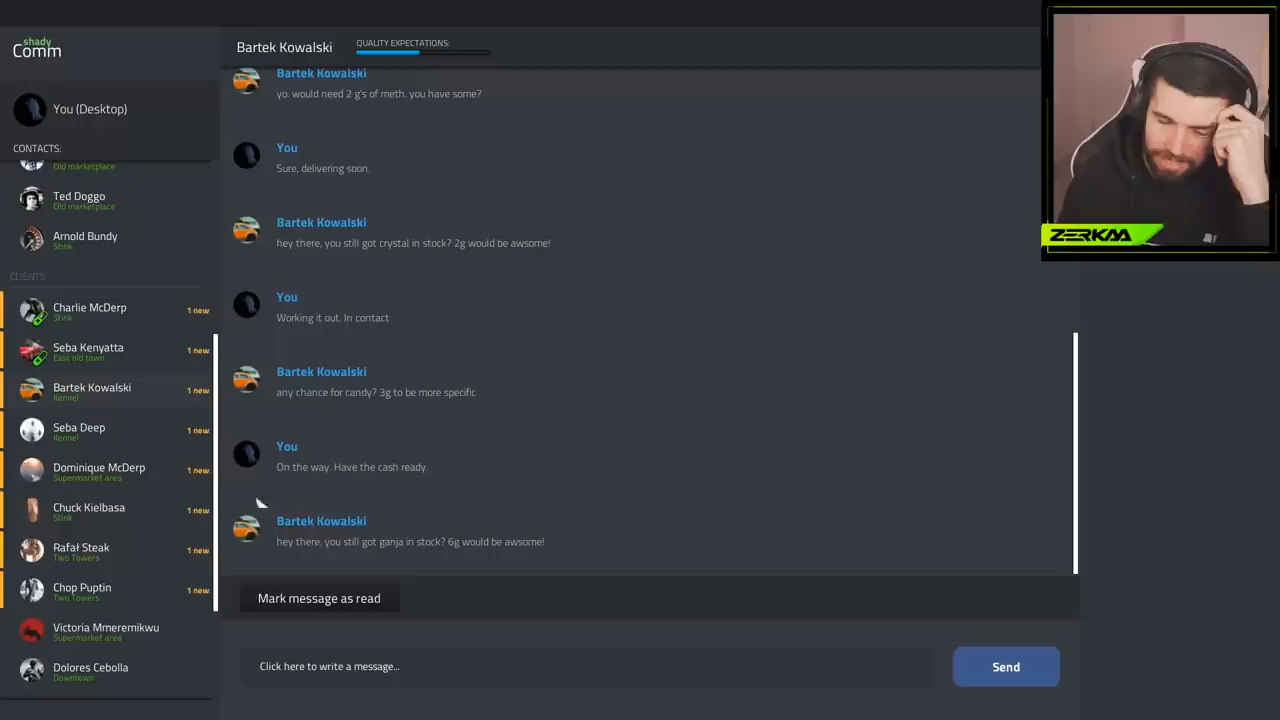 shady
Comm
You (Desktop)
CONTACTS:
Old marketplace
Ted Doggo
Old marketplace
Arnold Bundy
Stink
CLIENTS:
Charlie McDerp
Stink
1 new
Seba Kenyatta
East old town
1 new
Bartek Kowalski
Kennel
1 new
Seba Deep
Kennel
1 new
Dominique McDerp
Supermarket area
1 new
Chuck Kielbasa
Stink
1 new
Rafał Steak
Two Towers
1 new
Chop Puptin
Two Towers
1 new
Victoria Mmeremikwu
Supermarket area
Dolores Cebolla
Downtown
Bartek Kowalski
QUALITY EXPECTATIONS:
Bartek Kowalski
yo. would need 2 g's of meth. you have some?
You
Sure, delivering soon.
Bartek Kowalski
hey there, you still got crystal in stock? 2g would be awsome!
You
Working it out. In contact
Bartek Kowalski
any chance for candy? 3g to be more specific
You
On the way. Have the cash ready.
Bartek Kowalski
hey there, you still got ganja in stock? 6g would be awsome!
Mark message as read
Click here to write a message...
Send
ZERKAA